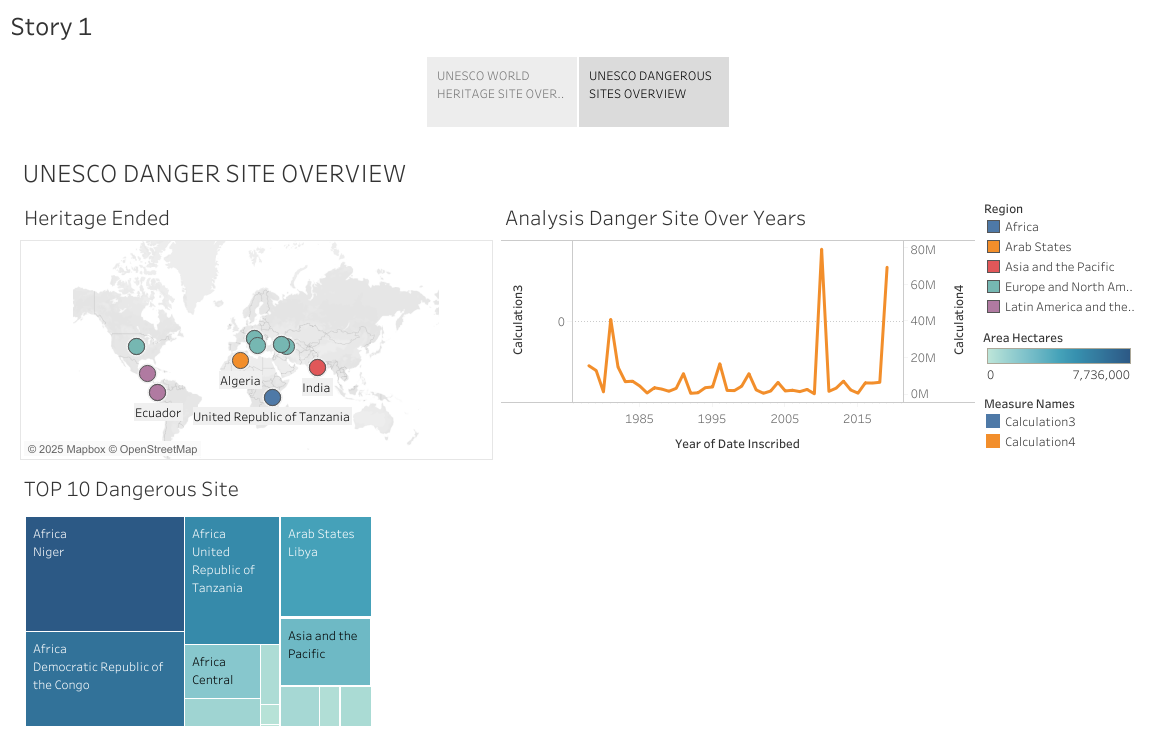 Story 1
UNESCO WORLD
HERITAGE SITE OVER..
UNESCO DANGEROUS
SITES OVERVIEW
UNESCO DANGER SITE OVERVIEW
Heritage Ended
Algeria
India
Ecuador
United Republic of Tanzania
© 2025 Mapbox © OpenStreetMap
Analysis Danger Site Over Years
Calculation3
0
80M
60M
40M
20M
0M
Calculation4
1985
1995
2005
2015
Year of Date Inscribed
Region
Africa
Arab States
Asia and the Pacific
Europe and North Am..
Latin America and the..
Area Hectares
0
7,736,000
Measure Names
Calculation3
Calculation4
TOP 10 Dangerous Site
Africa
Niger
Africa
Democratic Republic of
the Congo
Africa
United
Republic of
Tanzania
Africa
Central
Arab States
Libya
Asia and the
Pacific